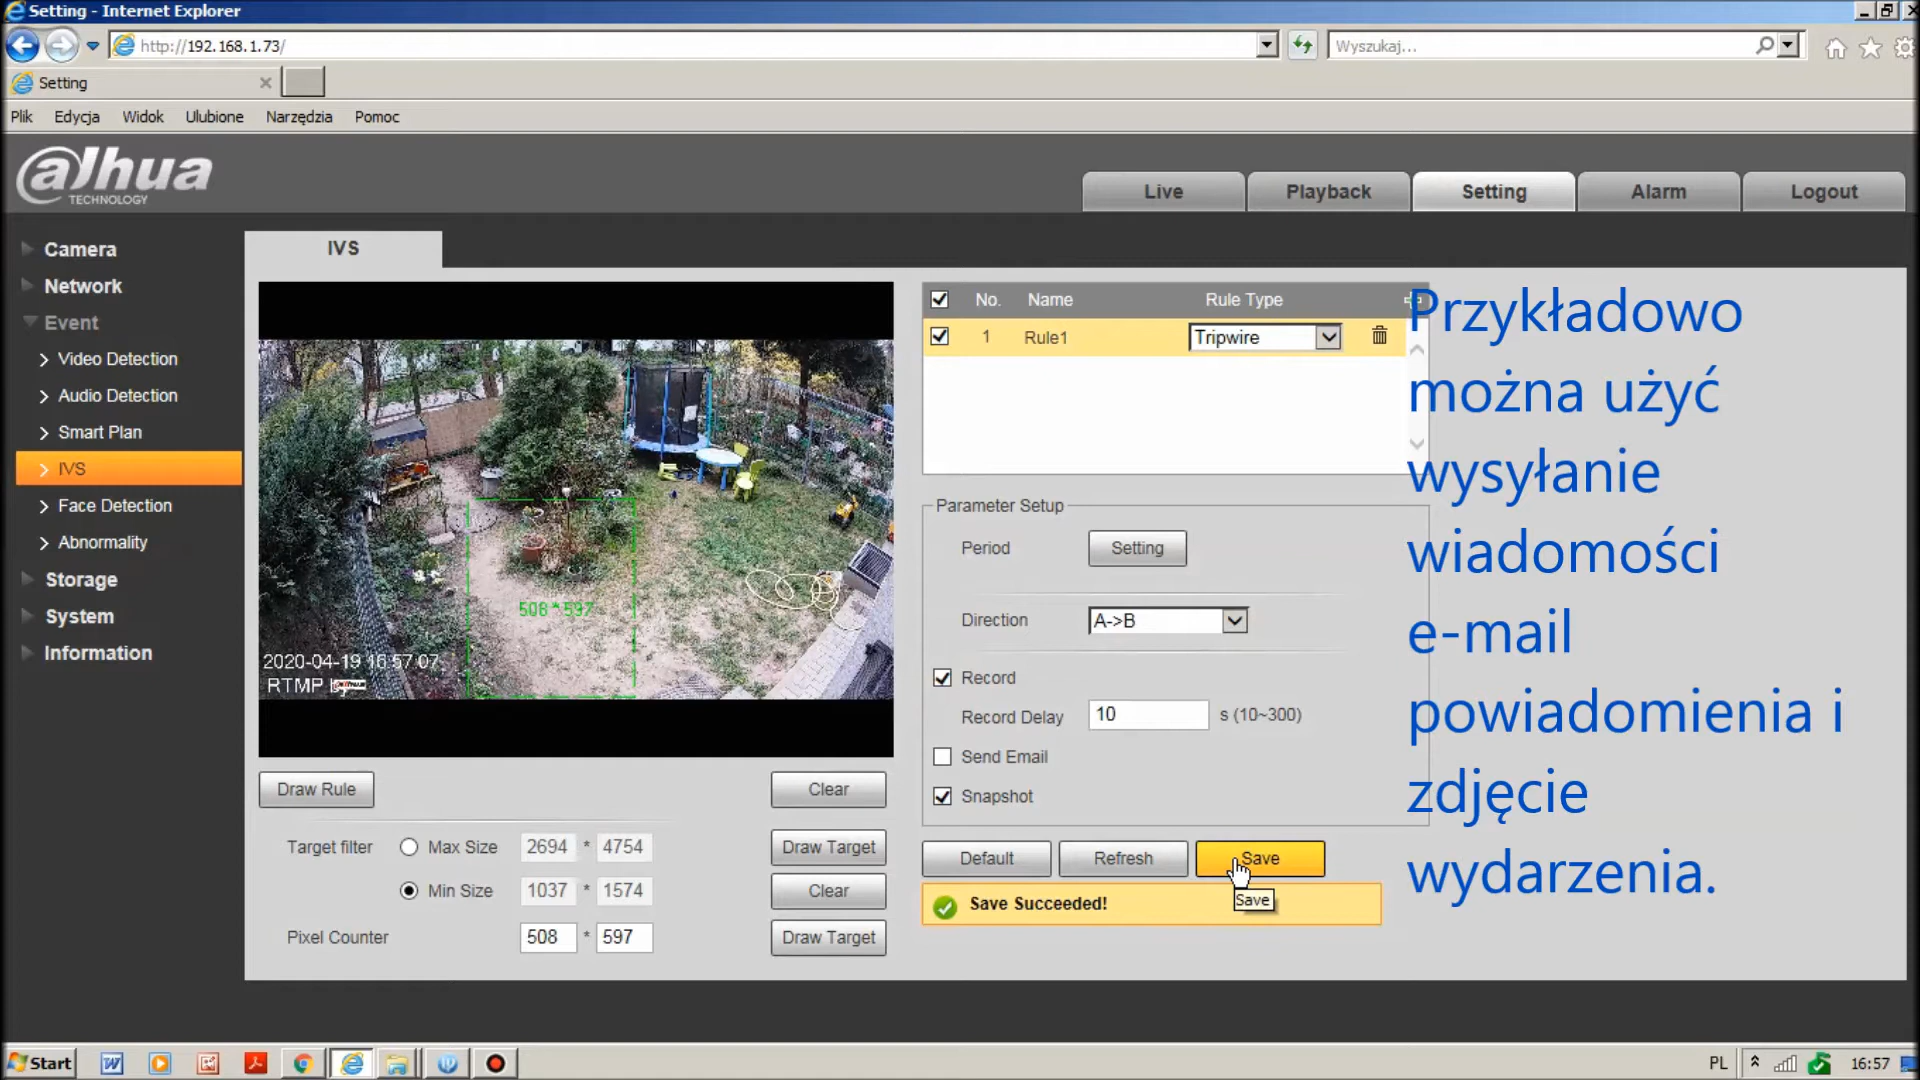 Setting - Internet Explorer
http://192.168.1.73/
Wyszukaj...
Setting
Plik Edycja Widok Ulubione Narzędzia Pomoc
alhua
TECHNOLOGY
Live Playback Setting Alarm Logout
Camera
Network
Event
Video Detection
Audio Detection
Smart Plan
IVS
Face Detection
Abnormality
Storage
System
Information
IVS
508*597
2020-04-19 16:57:07
RTMP by
Draw Rule Clear
Target filter Max Size 2694 * 4754 Draw Target
Min Size 1037 * 1574 Clear
Pixel Counter 508 * 597 Draw Target
No. Name Rule Type
1 Rule1 Tripwire
Parameter Setup
Period Setting
Direction A->B
Record
Record Delay 10 s (10~300)
Send Email
Snapshot
Default Refresh Save
Save Succeeded!
Save
Przykładowo
można użyć
wysyłanie
wiadomości
e-mail
powiadomienia i
zdjęcie
wydarzenia.
Start PL 16:57